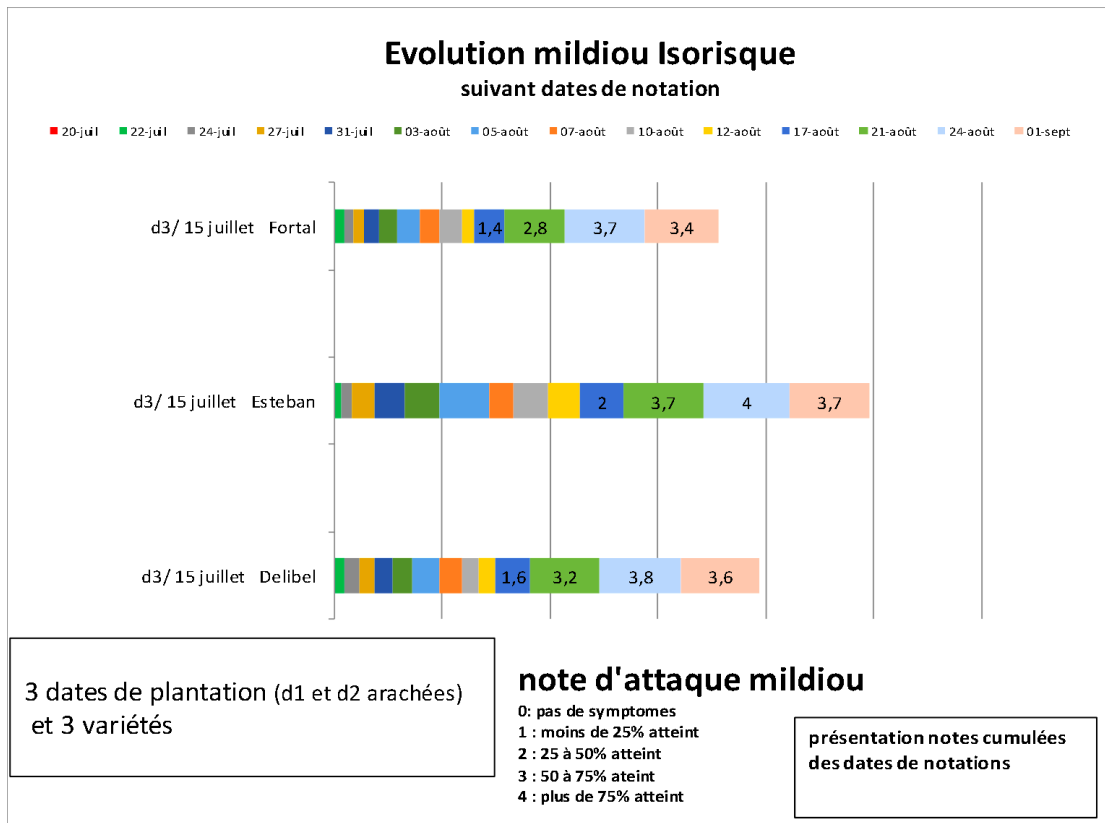 Evolution mildiou Isorisque
suivant dates de notation
20-juil 22-juil 24-juil 27-juil 31-juil 03-août 05-août 07-août 10-août 12-août 17-août 21-août 24-août 01-sept
d3/ 15 juillet Fortal
1,4 2,8 3,7 3,4
d3/ 15 juillet Esteban
2 3,7 4 3,7
d3/ 15 juillet Delibel
1,6 3,2 3,8 3,6
3 dates de plantation (d1 et d2 arachées)
et 3 variétés
note d'attaque mildiou
0: pas de symptomes
1 : moins de 25% atteint
2 : 25 à 50% atteint
3 : 50 à 75% ateint
4 : plus de 75% atteint
présentation notes cumulées
des dates de notations